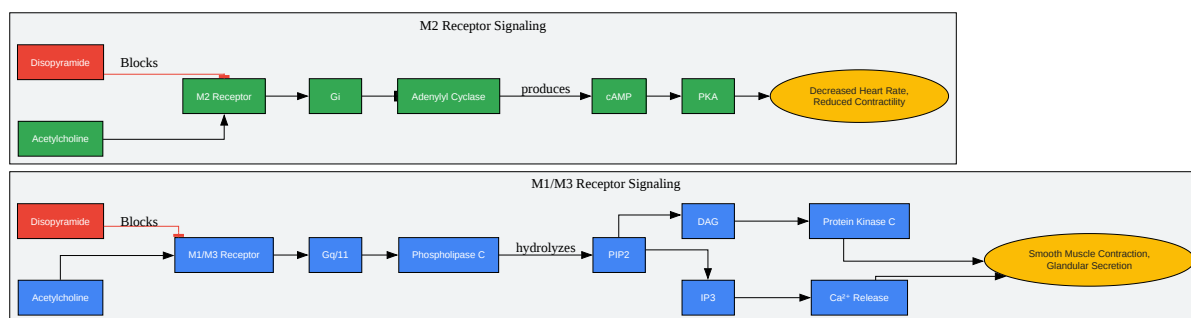 M2 Receptor Signaling
Disopyramide
Blocks
M2 Receptor
Gi
Adenylyl Cyclase
produces
cAMP
PKA
Decreased Heart Rate,
Reduced Contractility
Acetylcholine
M1/M3 Receptor Signaling
Disopyramide
Blocks
M1/M3 Receptor
Gq/11
Phospholipase C
hydrolyzes
PIP2
DAG
Protein Kinase C
Smooth Muscle Contraction,
Glandular Secretion
Acetylcholine
IP3
Ca²⁺ Release